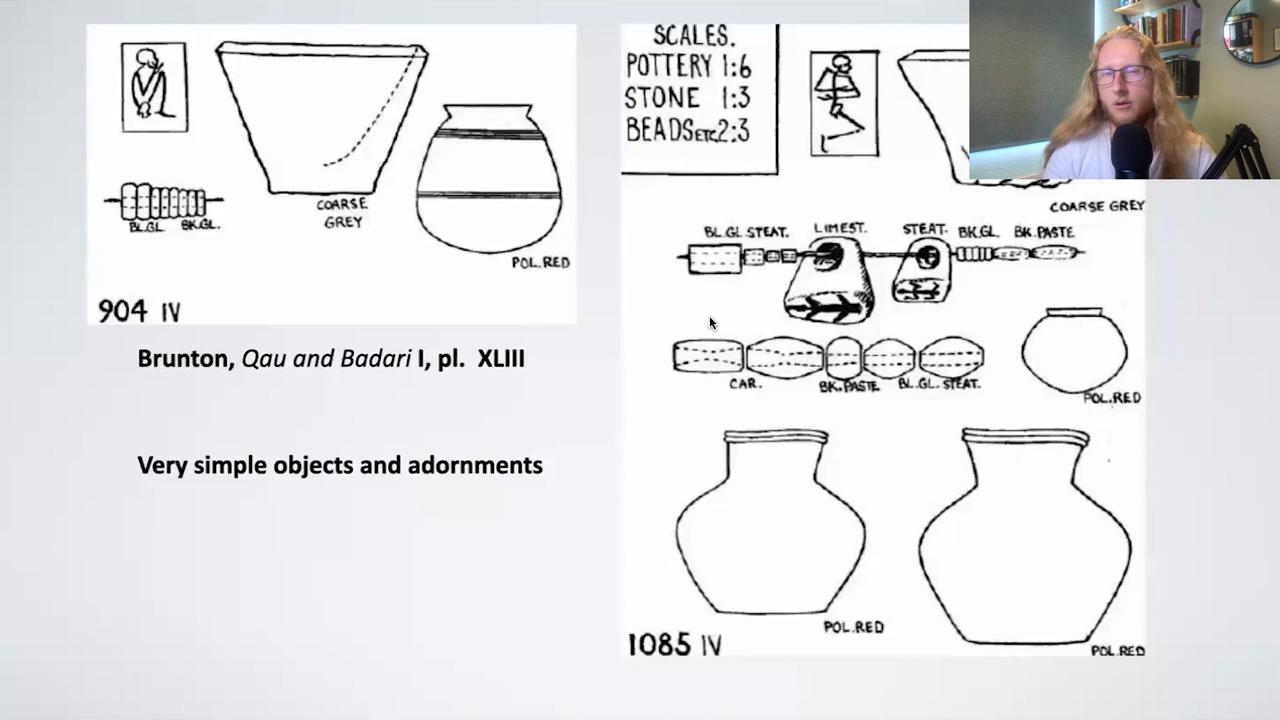 COARSE
GREY
BL.GL BK.GL.
POL.RED
904 IV
Brunton, Qau and Badari I, pl. XLIII
Very simple objects and adornments
SCALES.
POTTERY 1:6
STONE 1:3
BEADS ETC 2:3
COARSE GREY
BL.GL.STEAT. LIMEST. STEAT. BK.GL. BK.PASTE
CAR. BK.PASTE BL.GL.STEAT.
POL.RED
POL.RED
1085 IV
POL.RED